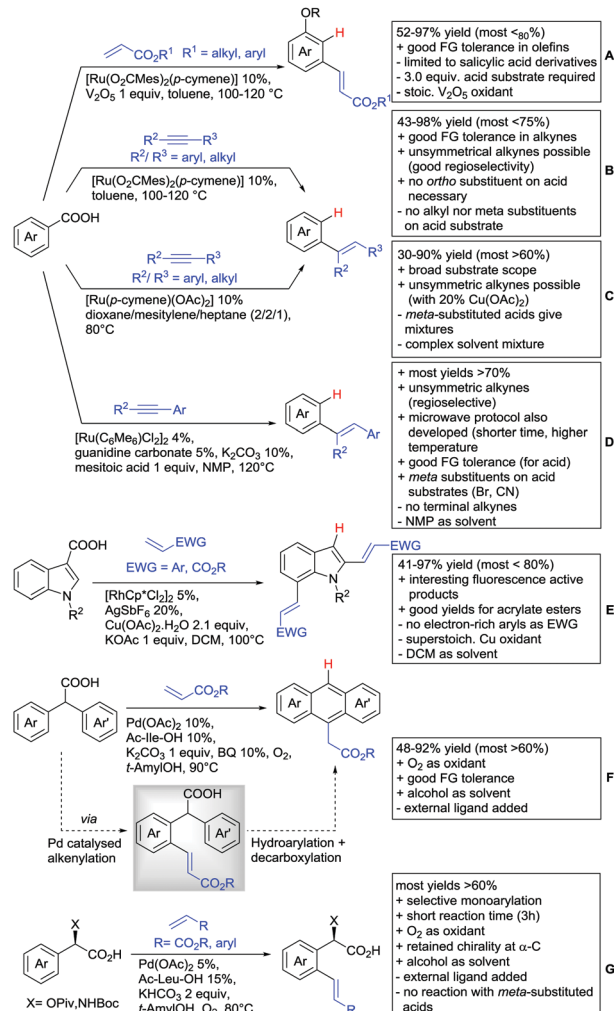 OR
H
Ar
CO₂R¹
CO₂R¹ R¹ = alkyl, aryl
[Ru(O₂CMes)₂(p-cymene)] 10%,
V₂O₅ 1 equiv, toluene, 100-120 °C
52-97% yield (most <80%)
+ good FG tolerance in olefins
- limited to salicylic acid derivatives
- 3.0 equiv. acid substrate required
- stoic. V₂O₅ oxidant
A
R² R³
R²/ R³ = aryl, alkyl
[Ru(O₂CMes)₂(p-cymene)] 10%,
toluene, 100-120 °C
43-98% yield (most <75%)
+ good FG tolerance in alkynes
+ unsymmetrical alkynes possible
(good regioselectivity)
+ no ortho substituent on acid
necessary
- no alkyl nor meta substituents
on acid substrate
B
COOH
Ar
H
Ar
R³
R²
R² R³
R²/ R³ = aryl, alkyl
[Ru(p-cymene)(OAc)₂] 10%
dioxane/mesitylene/heptane (2/2/1),
80°C
30-90% yield (most >60%)
+ broad substrate scope
+ unsymmetric alkynes possible
(with 20% Cu(OAc)₂)
- meta-substituted acids give
mixtures
- complex solvent mixture
C
R² Ar
[Ru(C₆Me₆)Cl₂]₂ 4%,
guanidine carbonate 5%, K₂CO₃ 10%,
mesitoic acid 1 equiv, NMP, 120°C
H
Ar
Ar
R²
+ most yields >70%
+ unsymmetric alkynes
(regioselective)
+ microwave protocol also
developed (shorter time, higher
temperature
+ good FG tolerance (for acid)
+ meta substituents on acid
substrates (Br, CN)
- no terminal alkynes
- NMP as solvent
D
COOH
N
R²
EWG
EWG = Ar, CO₂R
[RhCp*Cl₂]₂ 5%,
AgSbF₆ 20%,
Cu(OAc)₂.H₂O 2.1 equiv,
KOAc 1 equiv, DCM, 100°C
H
EWG
N
R²
EWG
41-97% yield (most < 80%)
+ interesting fluorescence active
products
+ good yields for acrylate esters
- no electron-rich aryls as EWG
- superstoich. Cu oxidant
- DCM as solvent
E
COOH
Ar Ar'
CO₂R
Pd(OAc)₂ 10%,
Ac-Ile-OH 10%,
K₂CO₃ 1 equiv, BQ 10%, O₂,
t-AmylOH, 90°C
H
Ar Ar'
CO₂R
48-92% yield (most >60%)
+ O₂ as oxidant
+ good FG tolerance
+ alcohol as solvent
- external ligand added
F
via
Pd catalysed
alkenylation
COOH
Ar Ar'
CO₂R
Hydroarylation +
decarboxylation
X
Ar CO₂H
X= OPiv,NHBoc
R
R= CO₂R, aryl
Pd(OAc)₂ 5%,
Ac-Leu-OH 15%,
KHCO₃ 2 equiv,
t-AmylOH, O₂, 80°C
X
Ar CO₂H
R
most yields >60%
+ selective monoarylation
+ short reaction time (3h)
+ O₂ as oxidant
+ retained chirality at α-C
+ alcohol as solvent
- external ligand added
- no reaction with meta-substituted
acids
G